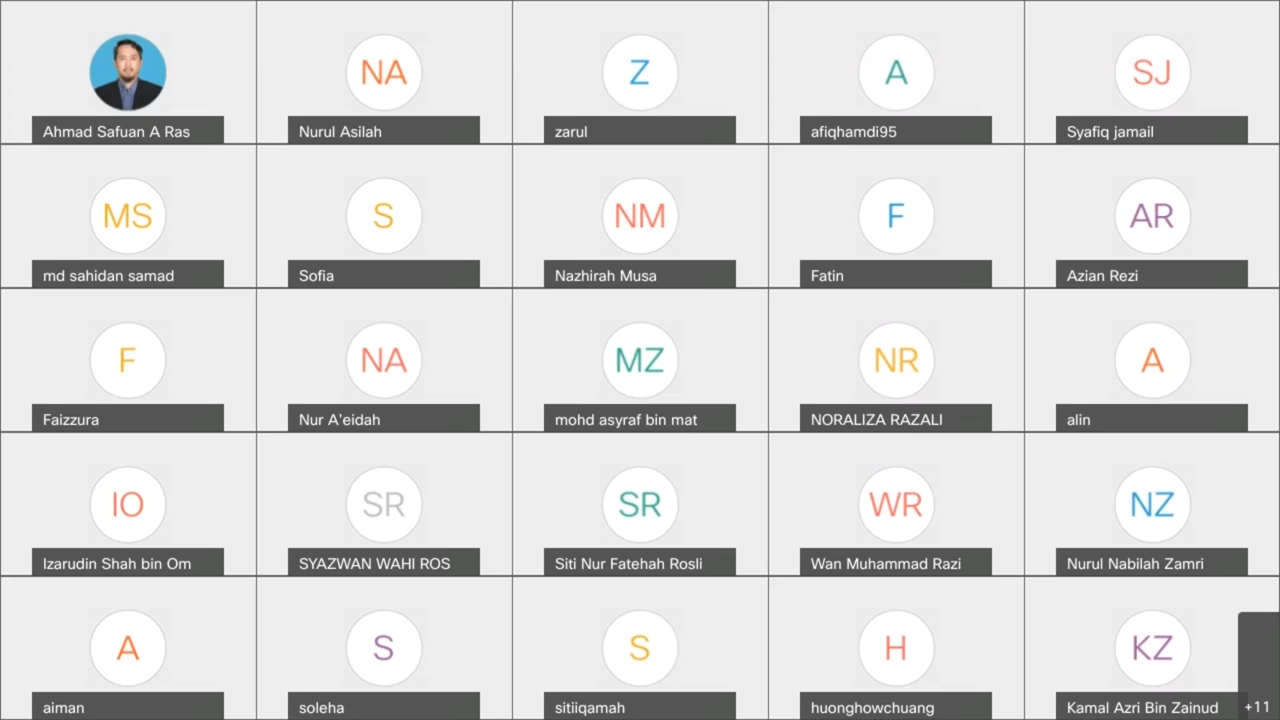 NA
Z
A
SJ
Ahmad Safuan A Ras
Nurul Asilah
zarul
afiqhamdi95
Syafiq jamail
MS
S
NM
F
AR
md sahidan samad
Sofia
Nazhirah Musa
Fatin
Azian Rezi
F
NA
MZ
NR
A
Faizzura
Nur A'eidah
mohd asyraf bin mat
NORALIZA RAZALI
alin
IO
SR
SR
WR
NZ
Izarudin Shah bin Om
SYAZWAN WAHI ROS
Siti Nur Fatehah Rosli
Wan Muhammad Razi
Nurul Nabilah Zamri
A
S
S
H
KZ
aiman
soleha
sitiiqamah
huonghowchuang
Kamal Azri Bin Zainud
+11